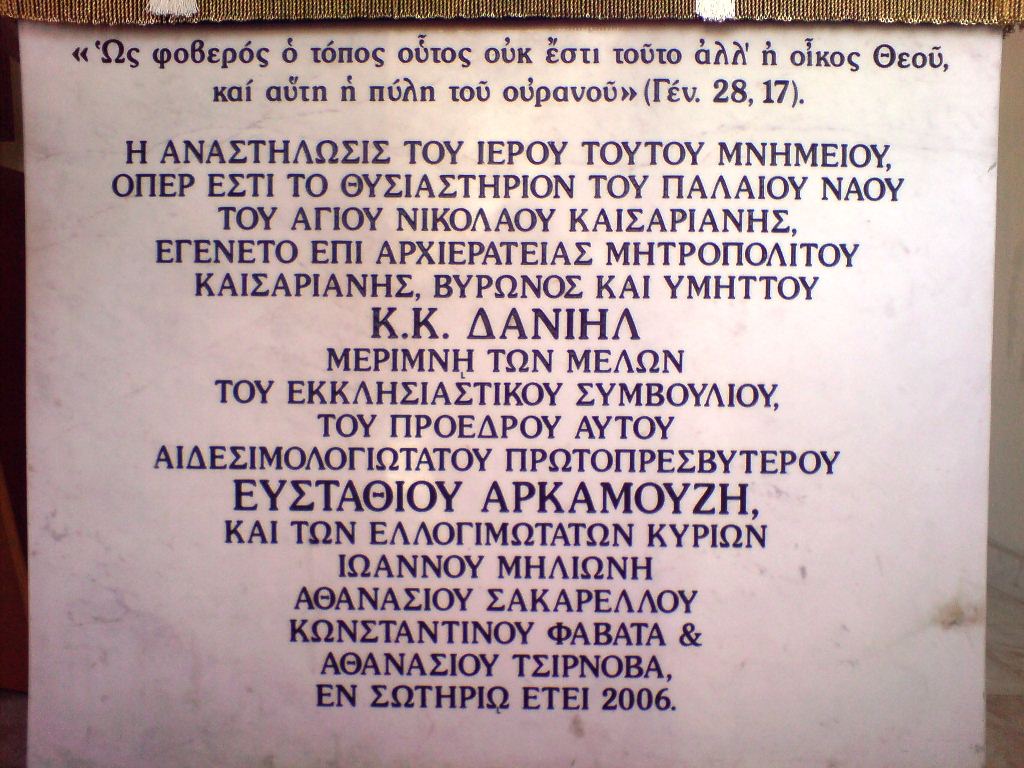 « Ὡς φοβερός ὁ τόπος οὗτος οὐκ ἔστι τοῦτο ἀλλ' ἡ οἶκος Θεοῦ,
καί αὕτη ἡ πύλη τοῦ οὐρανοῦ» (Γέν. 28, 17).
Η ΑΝΑΣΤΗΛΩΣΙΣ ΤΟΥ ΙΕΡΟΥ ΤΟΥΤΟΥ ΜΝΗΜΕΙΟΥ,
ΟΠΕΡ ΕΣΤΙ ΤΟ ΘΥΣΙΑΣΤΗΡΙΟΝ ΤΟΥ ΠΑΛΑΙΟΥ ΝΑΟΥ
ΤΟΥ ΑΓΙΟΥ ΝΙΚΟΛΑΟΥ ΚΑΙΣΑΡΙΑΝΗΣ,
ΕΓΕΝΕΤΟ ΕΠΙ ΑΡΧΙΕΡΑΤΕΙΑΣ ΜΗΤΡΟΠΟΛΙΤΟΥ
ΚΑΙΣΑΡΙΑΝΗΣ, ΒΥΡΩΝΟΣ ΚΑΙ ΥΜΗΤΤΟΥ
Κ.Κ. ΔΑΝΙΗΛ
ΜΕΡΙΜΝῌ ΤΩΝ ΜΕΛΩΝ
ΤΟΥ ΕΚΚΛΗΣΙΑΣΤΙΚΟΥ ΣΥΜΒΟΥΛΙΟΥ,
ΤΟΥ ΠΡΟΕΔΡΟΥ ΑΥΤΟΥ
ΑΙΔΕΣΙΜΟΛΟΓΙΩΤΑΤΟΥ ΠΡΩΤΟΠΡΕΣΒΥΤΕΡΟΥ
ΕΥΣΤΑΘΙΟΥ ΑΡΚΑΜΟΥΖΗ,
ΚΑΙ ΤΩΝ ΕΛΛΟΓΙΜΩΤΑΤΩΝ ΚΥΡΙΩΝ
ΙΩΑΝΝΟΥ ΜΗΛΙΩΝΗ
ΑΘΑΝΑΣΙΟΥ ΣΑΚΑΡΕΛΛΟΥ
ΚΩΝΣΤΑΝΤΙΝΟΥ ΦΑΒΑΤΑ &
ΑΘΑΝΑΣΙΟΥ ΤΣΙΡΝΟΒΑ,
ΕΝ ΣΩΤΗΡΙῼ ΕΤΕΙ 2006.